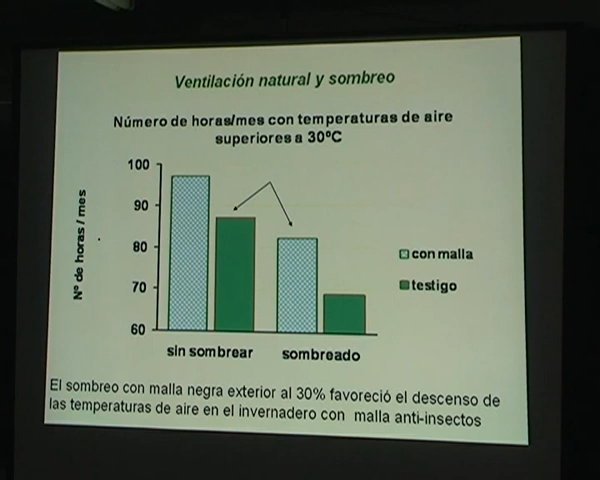 Ventilación natural y sombreo
Número de horas/mes con temperaturas de aire
superiores a 30ºC
Nº de horas / mes
100
90
80
70
60
sin sombrear
sombreado
con malla
testigo
El sombreo con malla negra exterior al 30% favoreció el descenso de
las temperaturas de aire en el invernadero con malla anti-insectos